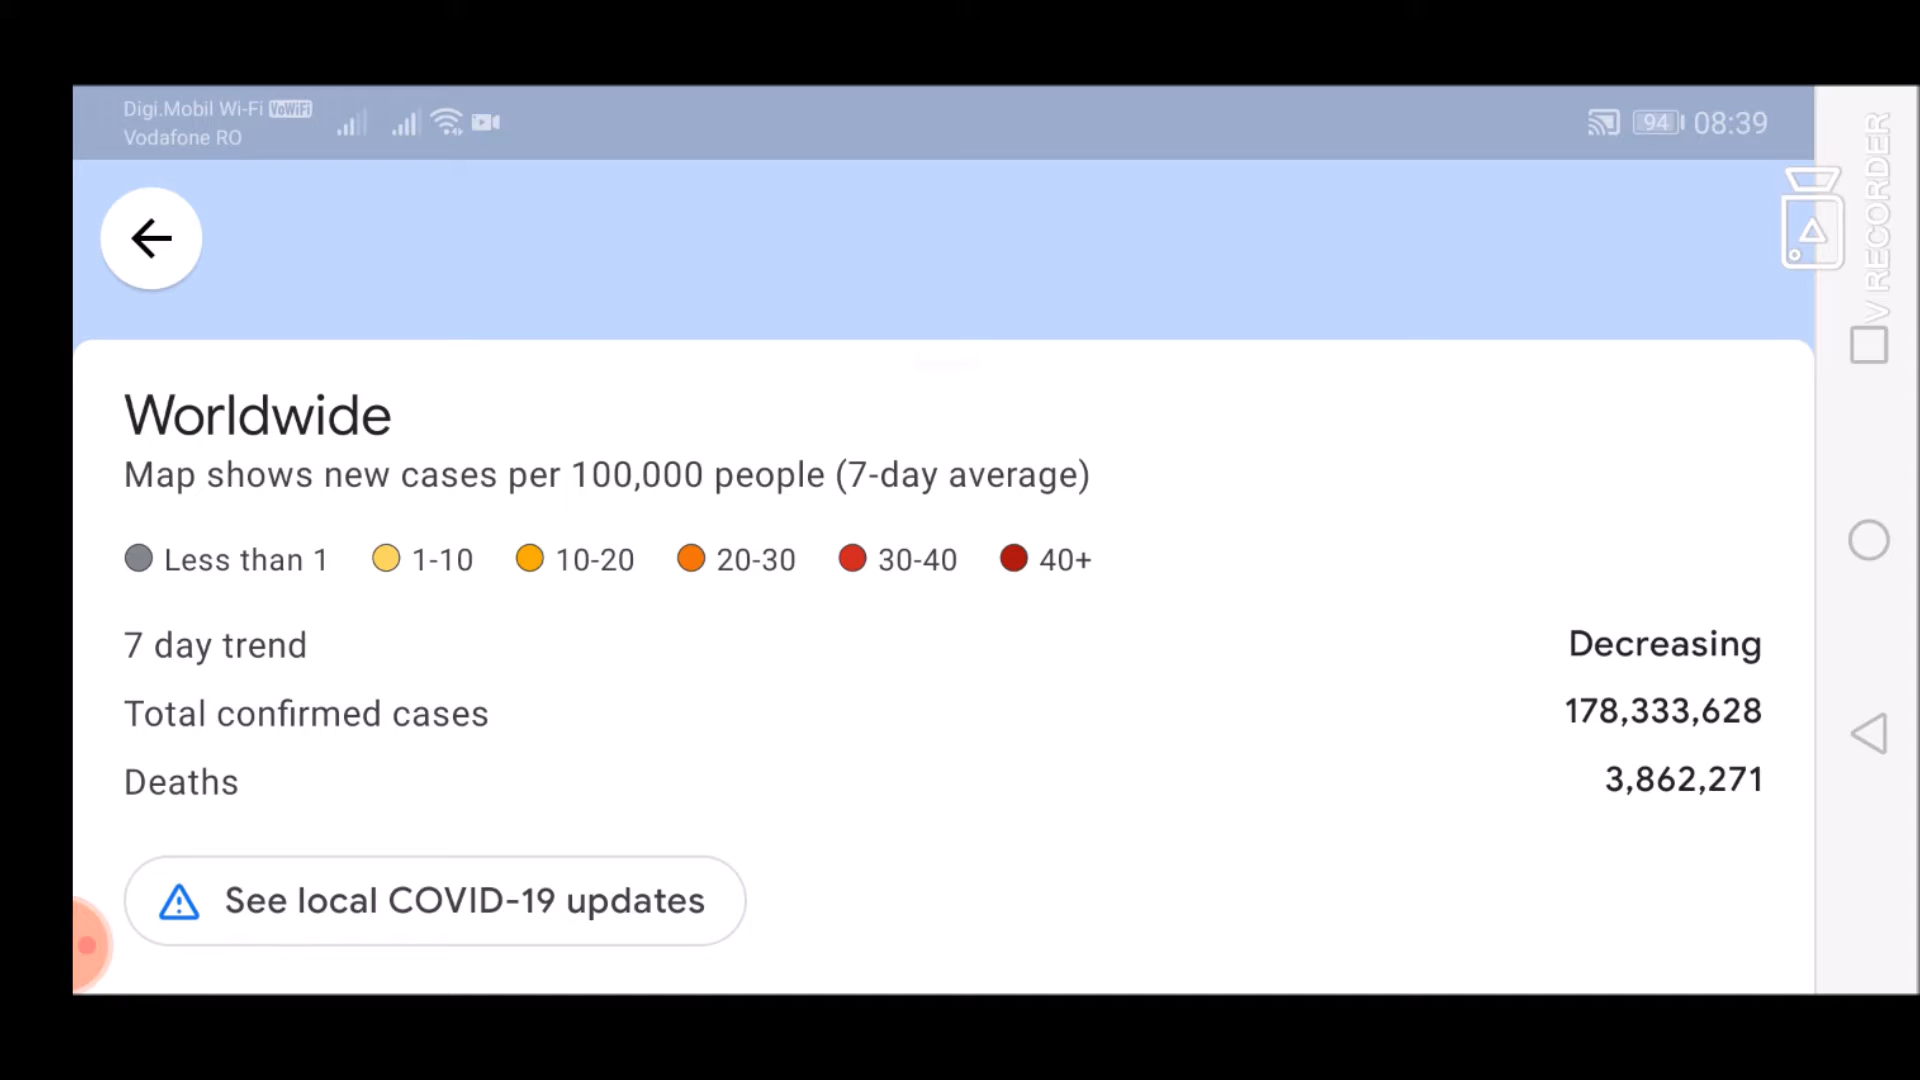 Digi.Mobil Wi-Fi VoWiFi
Vodafone RO
94 08:39
V RECORDER
Worldwide
Map shows new cases per 100,000 people (7-day average)
Less than 1 1-10 10-20 20-30 30-40 40+
7 day trend Decreasing
Total confirmed cases 178,333,628
Deaths 3,862,271
See local COVID-19 updates